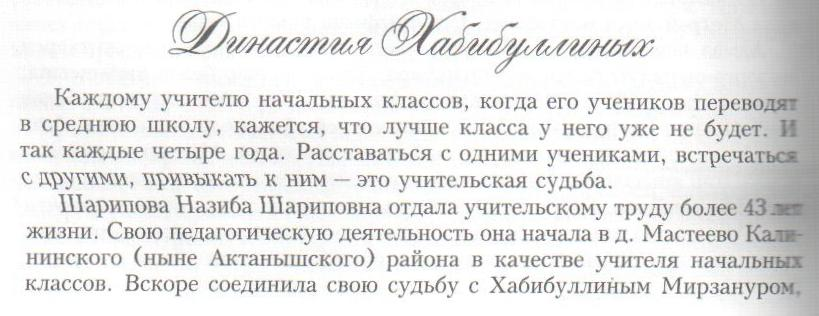 Династия Хабибуллиных
Каждому учителю начальных классов, когда его учеников переводят
в среднюю школу, кажется, что лучше класса у него уже не будет. И
так каждые четыре года. Расставаться с одними учениками, встречаться
с другими, привыкать к ним – это учительская судьба.
Шарипова Назиба Шариповна отдала учительскому труду более 43 лет
жизни. Свою педагогическую деятельность она начала в д. Мастеево Кали-
нинского (ныне Актанышского) района в качестве учителя начальных
классов. Вскоре соединила свою судьбу с Хабибуллиным Мирзануром,